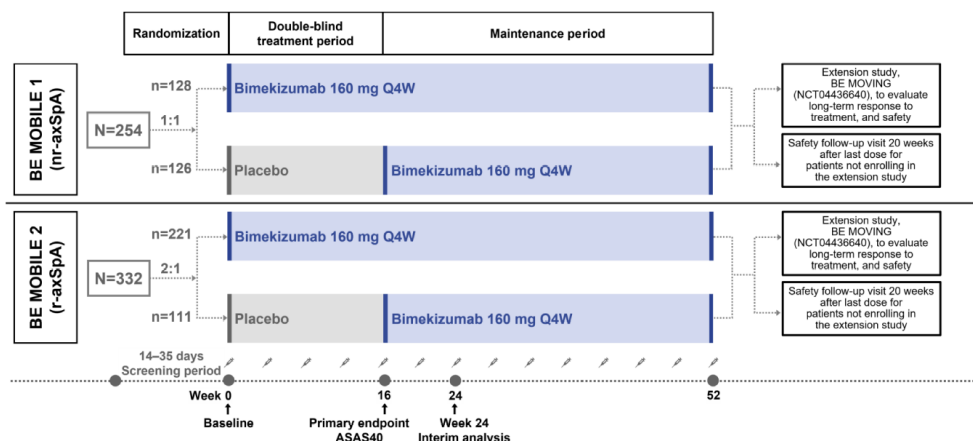 Randomization
Double-blind
treatment period
Maintenance period
BE MOBILE 1
(nr-axSpA)
N=254
1:1
n=128
n=126
Bimekizumab 160 mg Q4W
Placebo
Bimekizumab 160 mg Q4W
Extension study,
BE MOVING
(NCT04436640), to evaluate
long-term response to
treatment, and safety
Safety follow-up visit 20 weeks
after last dose for
patients not enrolling in
the extension study
BE MOBILE 2
(r-axSpA)
N=332
2:1
n=221
n=111
Bimekizumab 160 mg Q4W
Placebo
Bimekizumab 160 mg Q4W
Extension study,
BE MOVING
(NCT04436640), to evaluate
long-term response to
treatment, and safety
Safety follow-up visit 20 weeks
after last dose for
patients not enrolling in
the extension study
14–35 days
Screening period
Week 0
16
24
52
Baseline
Primary endpoint
ASAS40
Week 24
Interim analysis